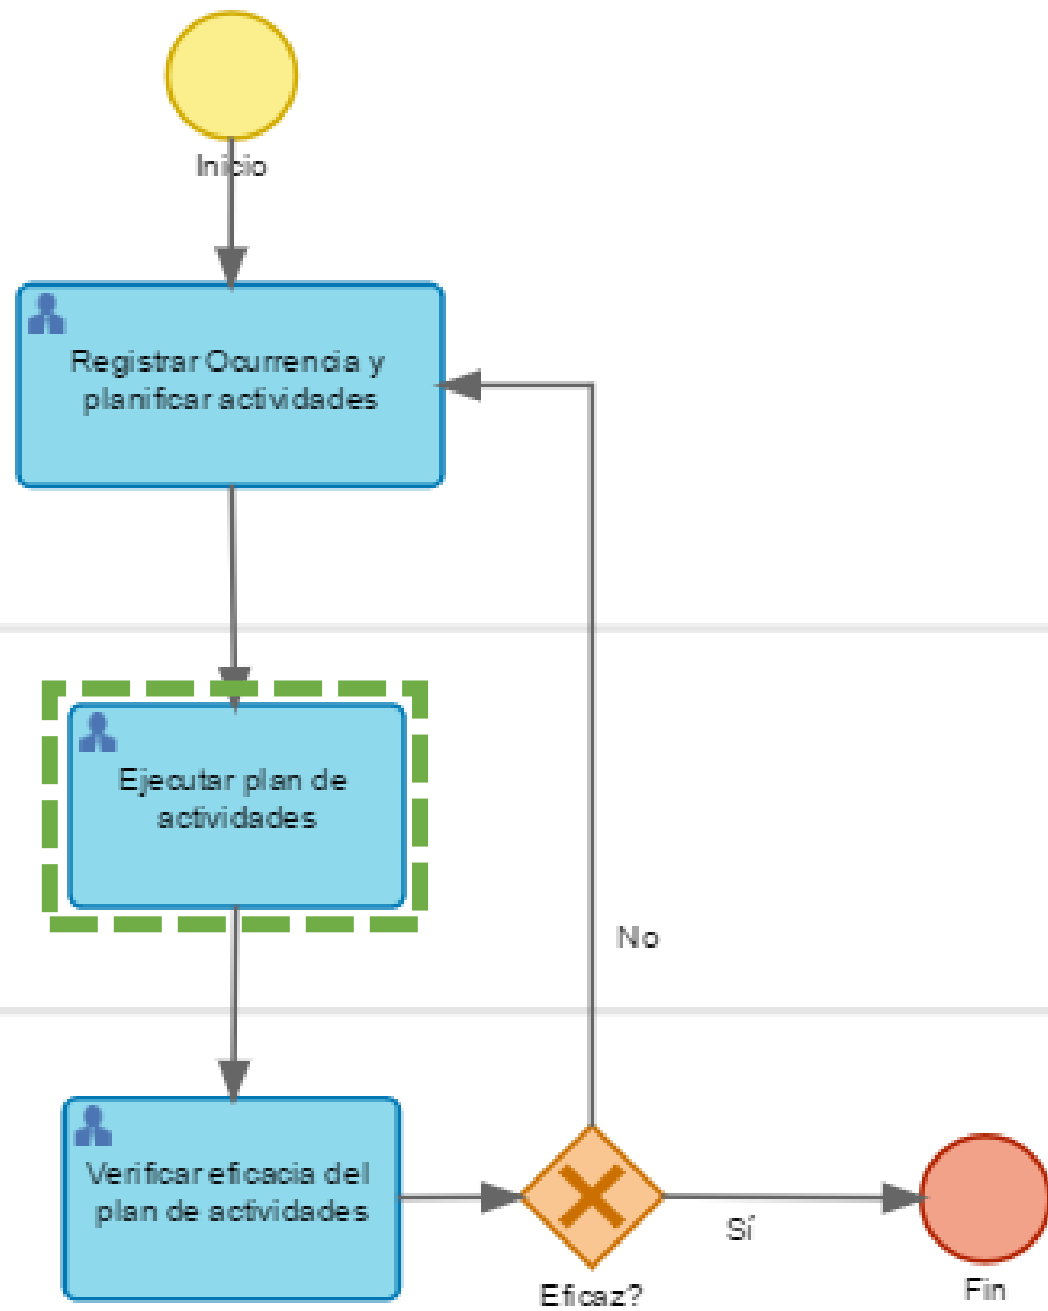 Inicio
Registrar Ocurrencia y
planificar actividades
Ejecutar plan de
actividades
No
Verificar eficacia del
plan de actividades
Sí
Eficaz?
Fin